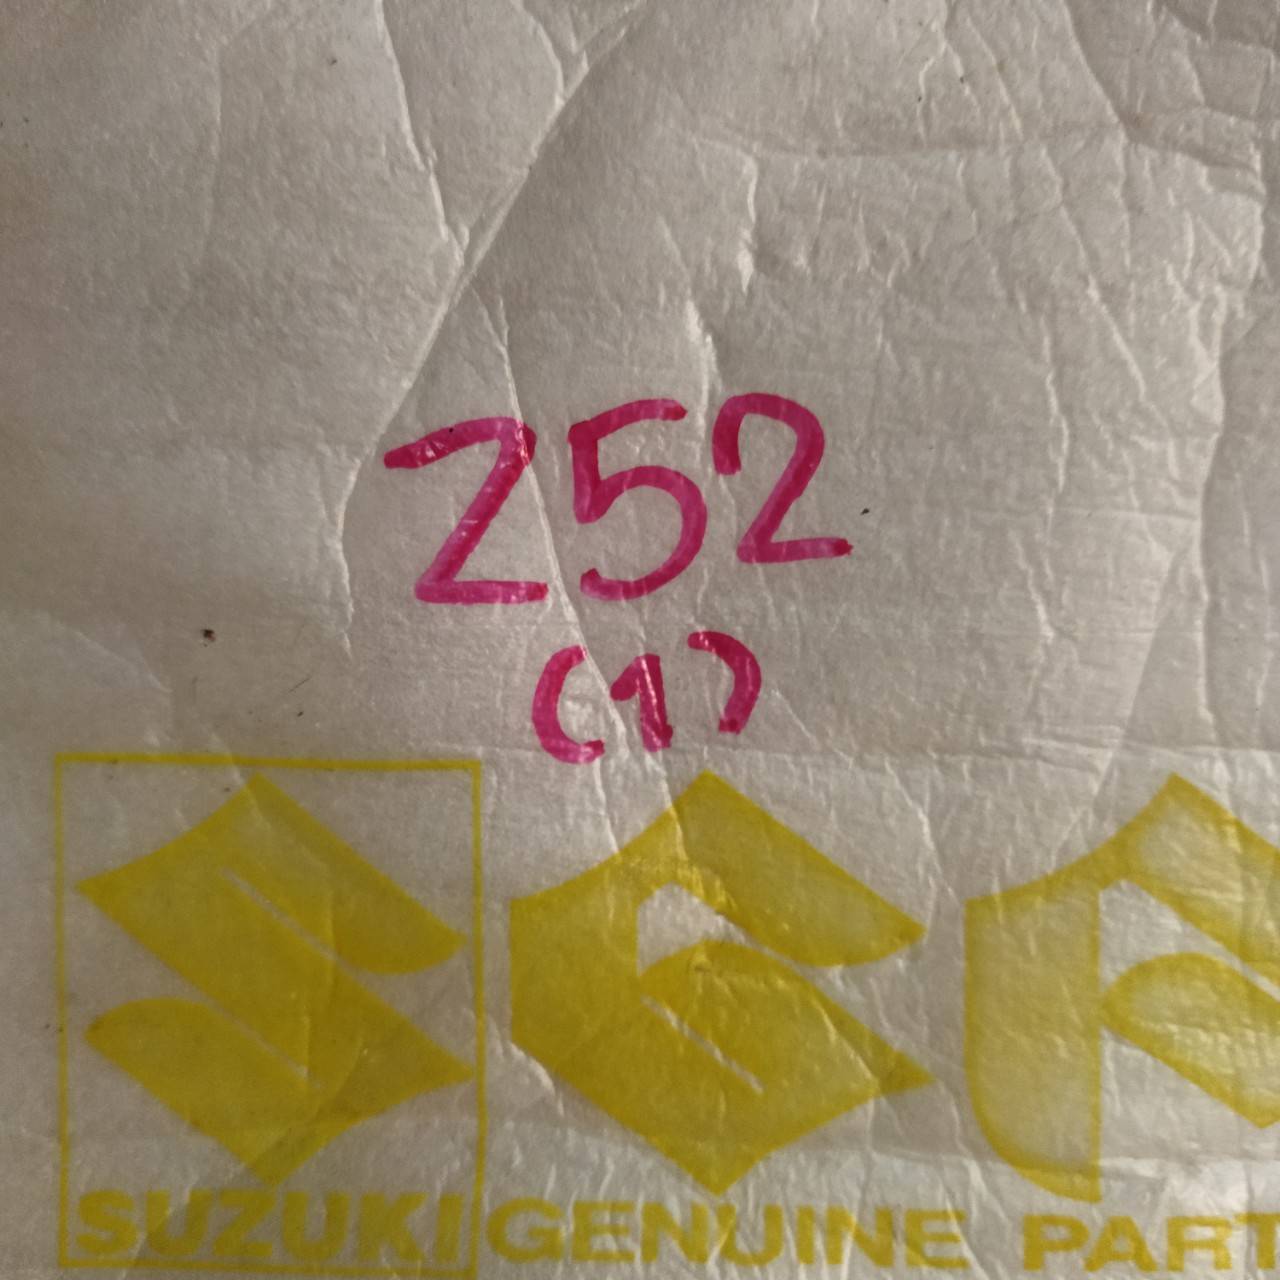 252
(1)
SUZUKI GENUINE PART